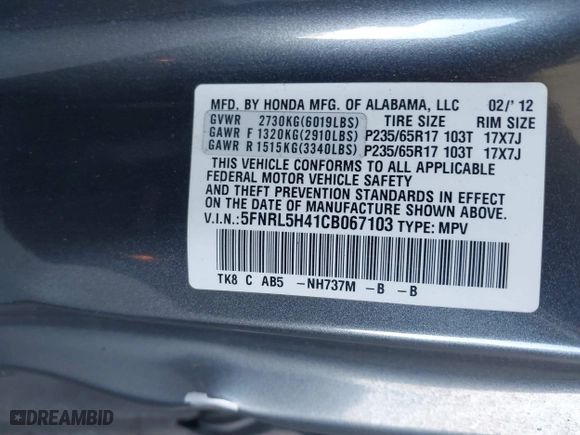 MFD. BY HONDA MFG. OF ALABAMA, LLC 02/'12
GVWR 2730KG(6019LBS) TIRE SIZE RIM SIZE
GAWR F 1320KG(2910LBS) P235/65R17 103T 17X7J
GAWR R 1515KG(3340LBS) P235/65R17 103T 17X7J
THIS VEHICLE CONFORMS TO ALL APPLICABLE
FEDERAL MOTOR VEHICLE SAFETY
AND THEFT PREVENTION STANDARDS IN EFFECT
ON THE DATE OF MANUFACTURE SHOWN ABOVE.
V.I.N.:5FNRL5H41CB067103 TYPE: MPV
TK8 C AB5 -NH737M -B -B
DREAMBID